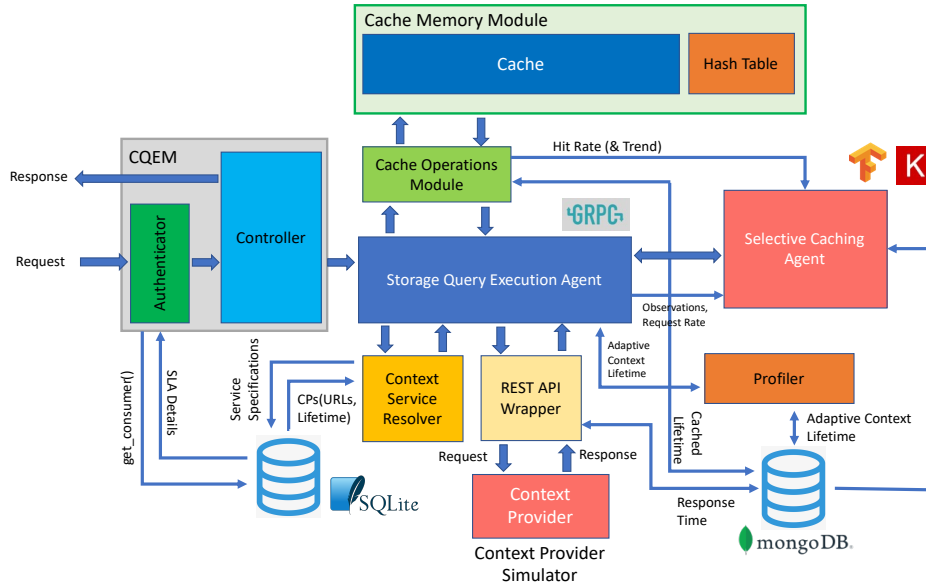 Cache Memory Module
Cache
Hash Table
CQEM
Response
Cache Operations
Module
Hit Rate (& Trend)
K
GRPC
Authenticator
Controller
Request
Storage Query Execution Agent
Selective Caching
Agent
Observations,
Request Rate
Adaptive
Context
Lifetime
Service
Specifications
CPs(URLs,
Lifetime)
Context
Service
Resolver
REST API
Wrapper
Profiler
get_consumer()
SLA Details
Cached
Lifetime
Adaptive Context
Lifetime
Request
Response
SQLite
Context
Provider
Response
Time
mongoDB.
Context Provider
Simulator